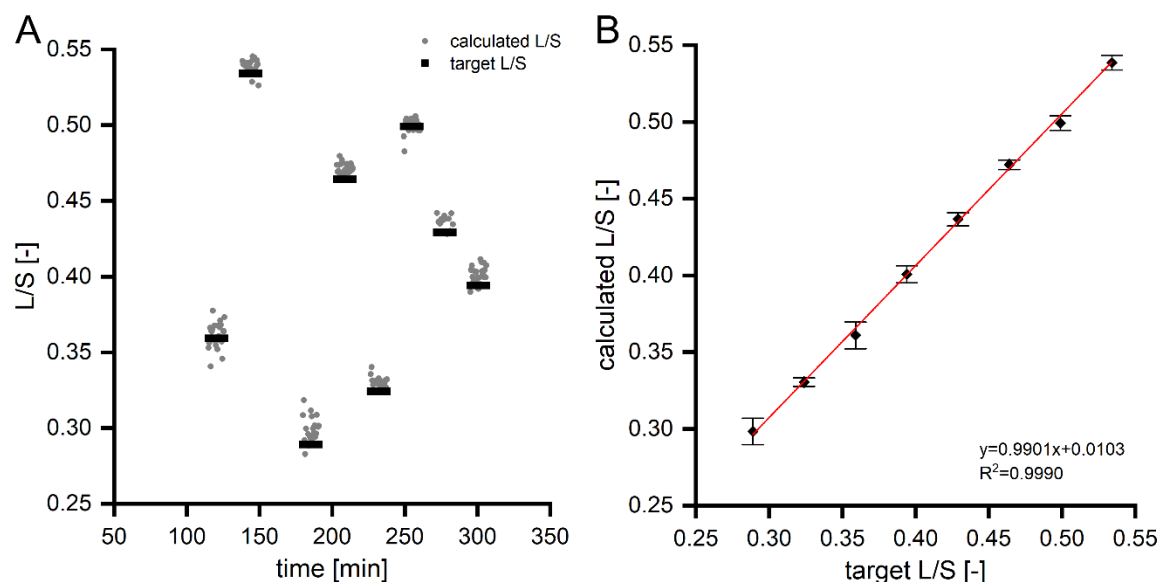 A
calculated L/S
target L/S
L/S [-]
0.55
0.50
0.45
0.40
0.35
0.30
0.25
50 100 150 200 250 300 350
time [min]
B
calculated L/S [-]
0.55
0.50
0.45
0.40
0.35
0.30
0.25
y=0.9901x+0.0103
R²=0.9990
0.25 0.30 0.35 0.40 0.45 0.50 0.55
target L/S [-]